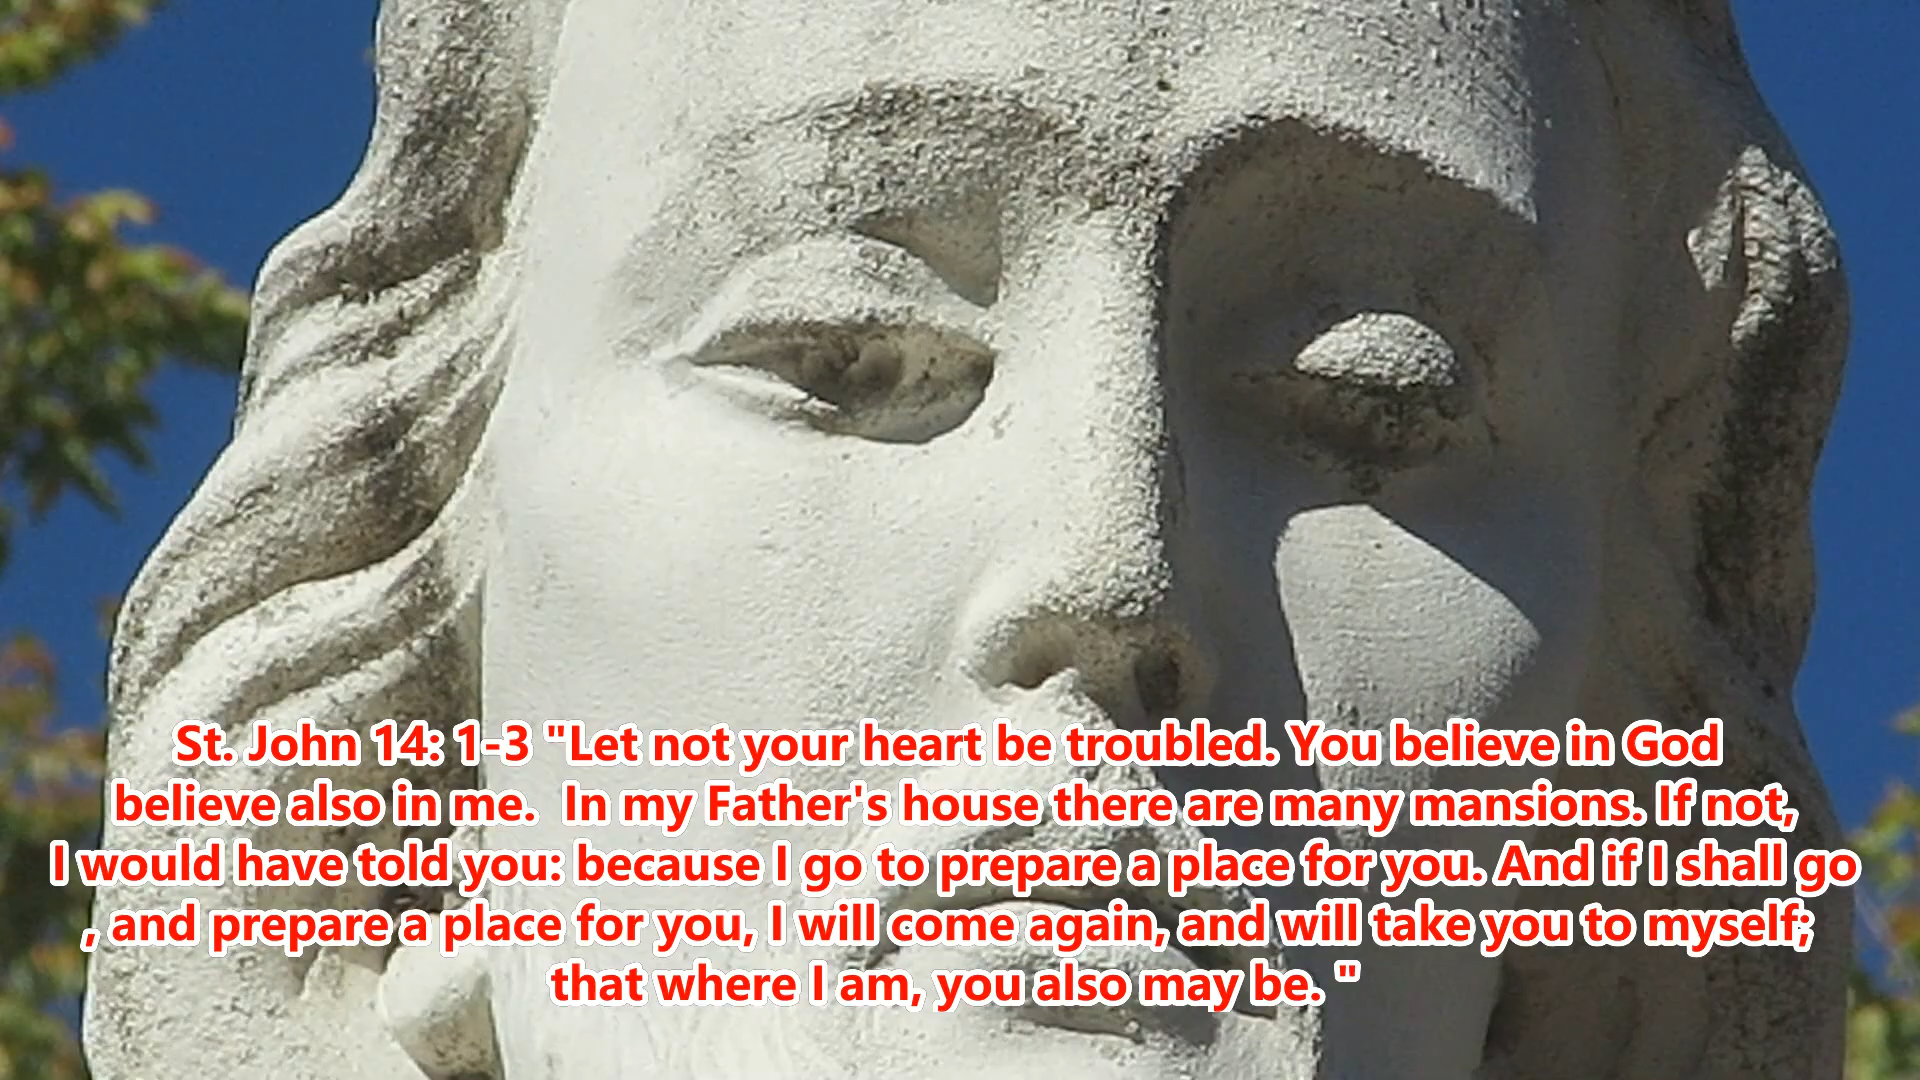 St. John 14: 1-3 "Let not your heart be troubled. You believe in God
believe also in me.  In my Father's house there are many mansions. If not,
I would have told you: because I go to prepare a place for you. And if I shall go
, and prepare a place for you, I will come again, and will take you to myself;
that where I am, you also may be. "